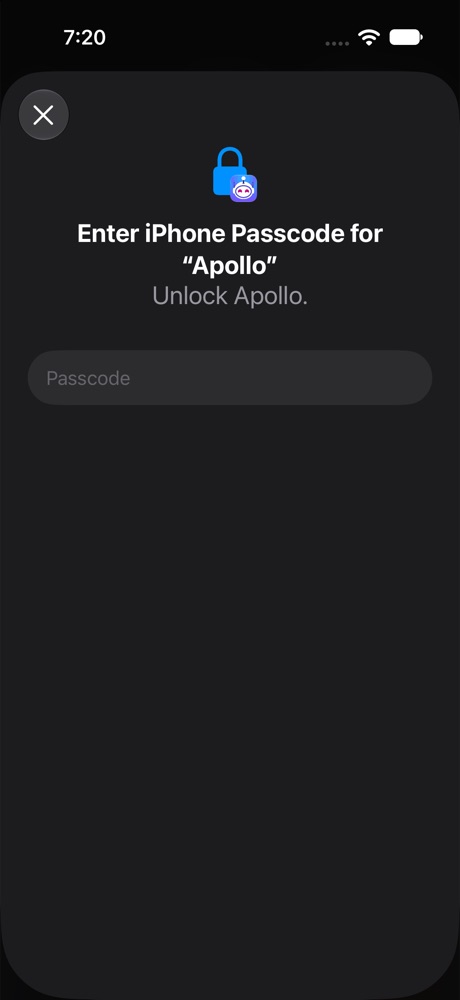 7:20
Enter iPhone Passcode for
“Apollo”
Unlock Apollo.
Passcode